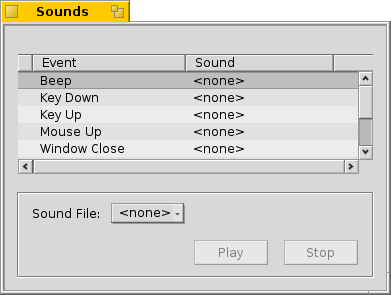 Sounds
Event Sound
Beep <none>
Key Down <none>
Key Up <none>
Mouse Up <none>
Window Close <none>
Sound File: <none>
Play Stop